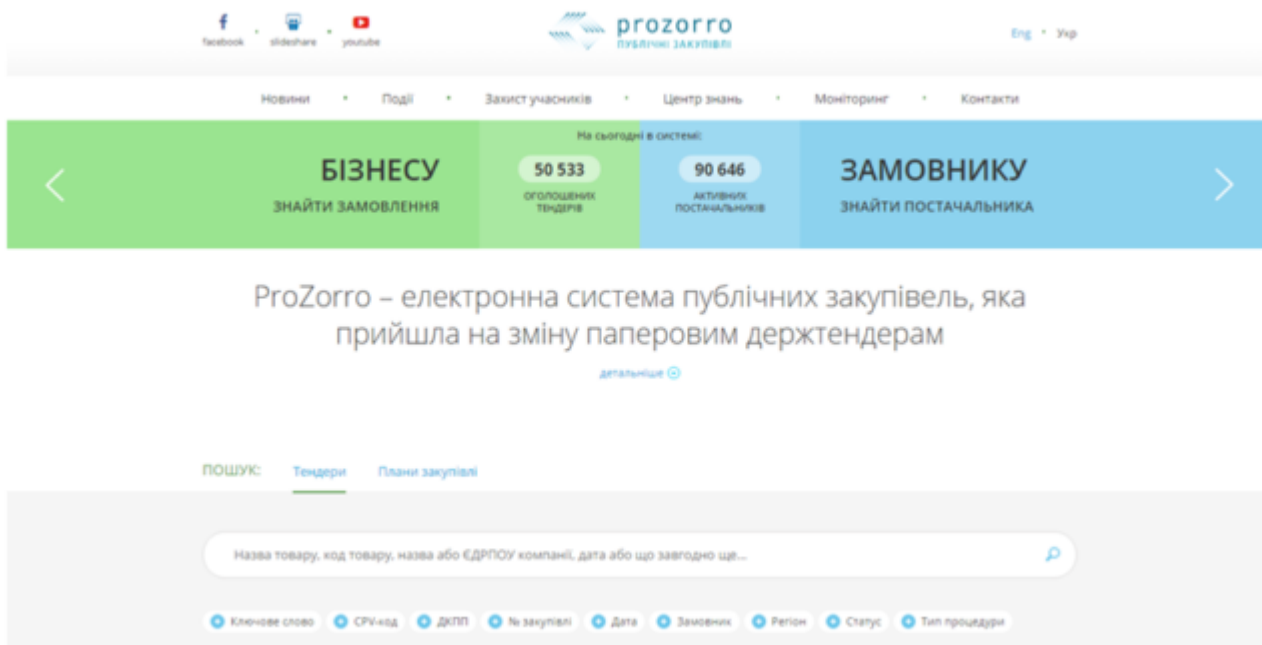 facebook · slideshare · youtube
prozorro
ПУБЛІЧНІ ЗАКУПІВЛІ
Eng • Укр
Новини • Події • Захист учасників • Центр знань • Моніторинг • Контакти
На сьогодні в системі:
БІЗНЕСУ
ЗНАЙТИ ЗАМОВЛЕННЯ
50 533
ОГОЛОШЕНИХ
ТЕНДЕРІВ
90 646
АКТИВНИХ
ПОСТАЧАЛЬНИКІВ
ЗАМОВНИКУ
ЗНАЙТИ ПОСТАЧАЛЬНИКА
ProZorro – електронна система публічних закупівель, яка
прийшла на зміну паперовим держтендерам
детальніше
ПОШУК: Тендери Плани закупівлі
Назва товару, код товару, назва або ЄДРПОУ компанії, дата або що завгодно ще...
Ключове слово CPV-код ДКПП № закупівлі Дата Замовник Регіон Статус Тип процедури